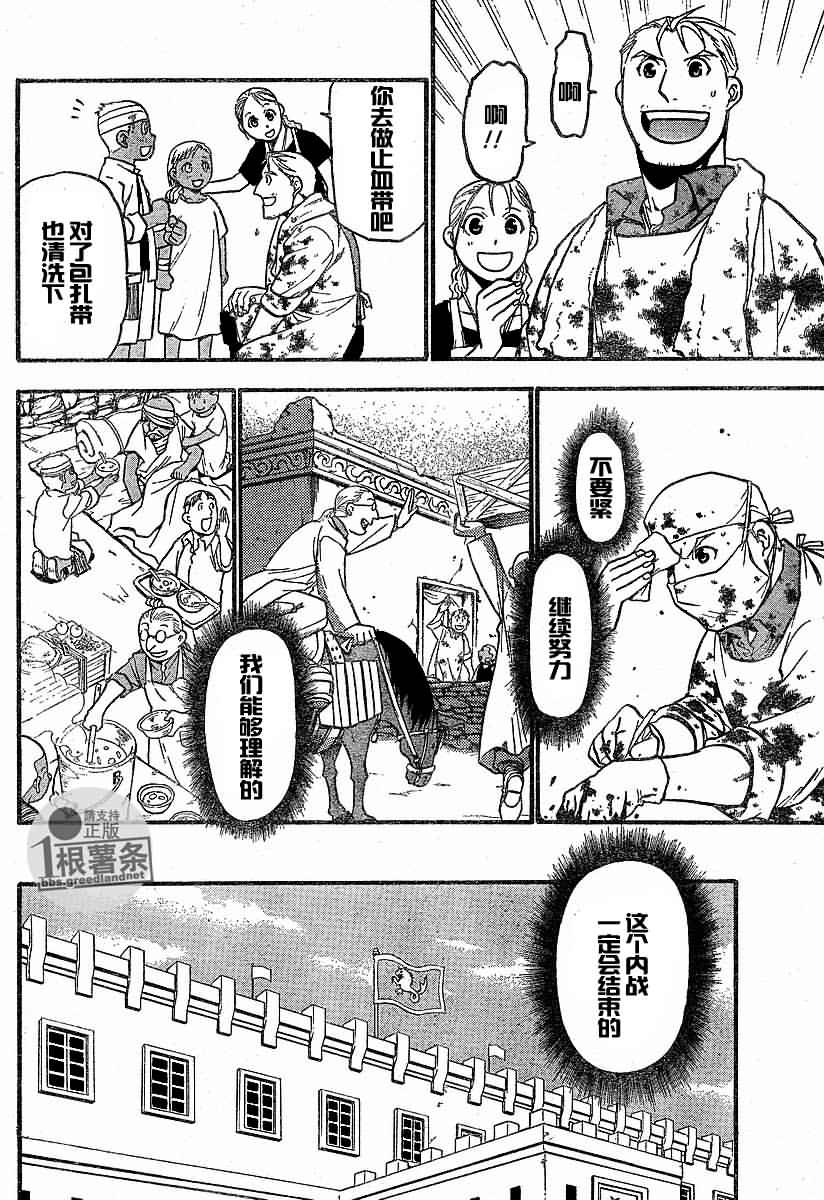 啊
啊!!
你去做止血带吧
对了包扎带
也清洗下
不要紧
继续努力
我们能够理解的
这个内战
一定会结束的
請支持
正版
1根薯条
bbs.greedland.net